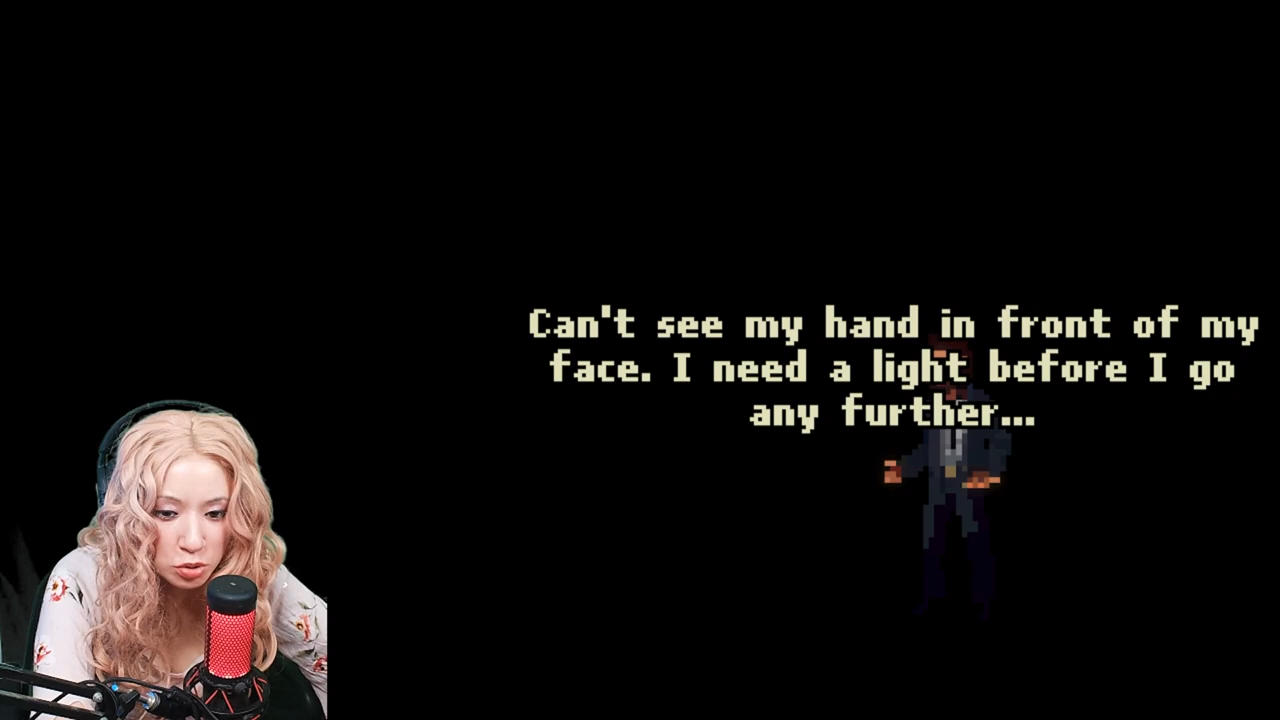 Can't see my hand in front of my
face. I need a light before I go
any further...